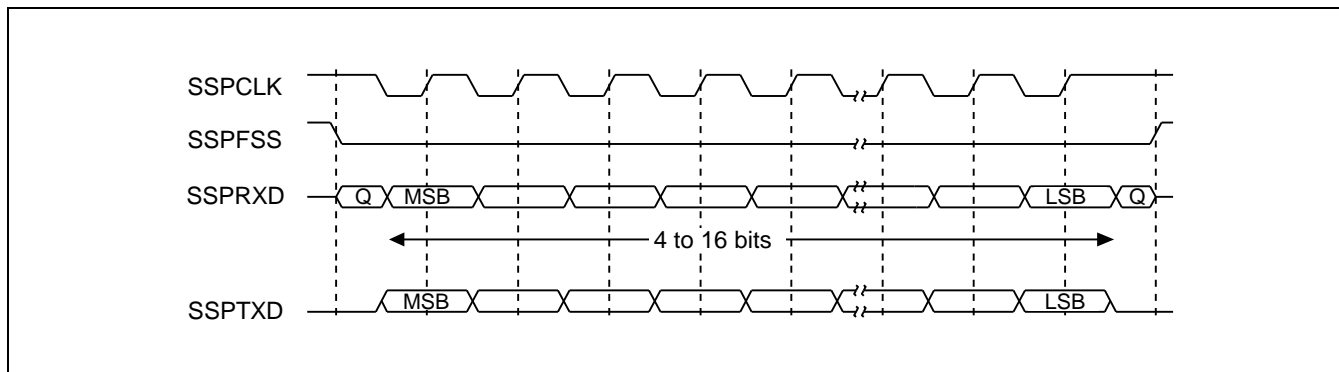 SSPCLK
SSPFSS
SSPRXD Q MSB LSB Q
4 to 16 bits
SSPTXD MSB LSB